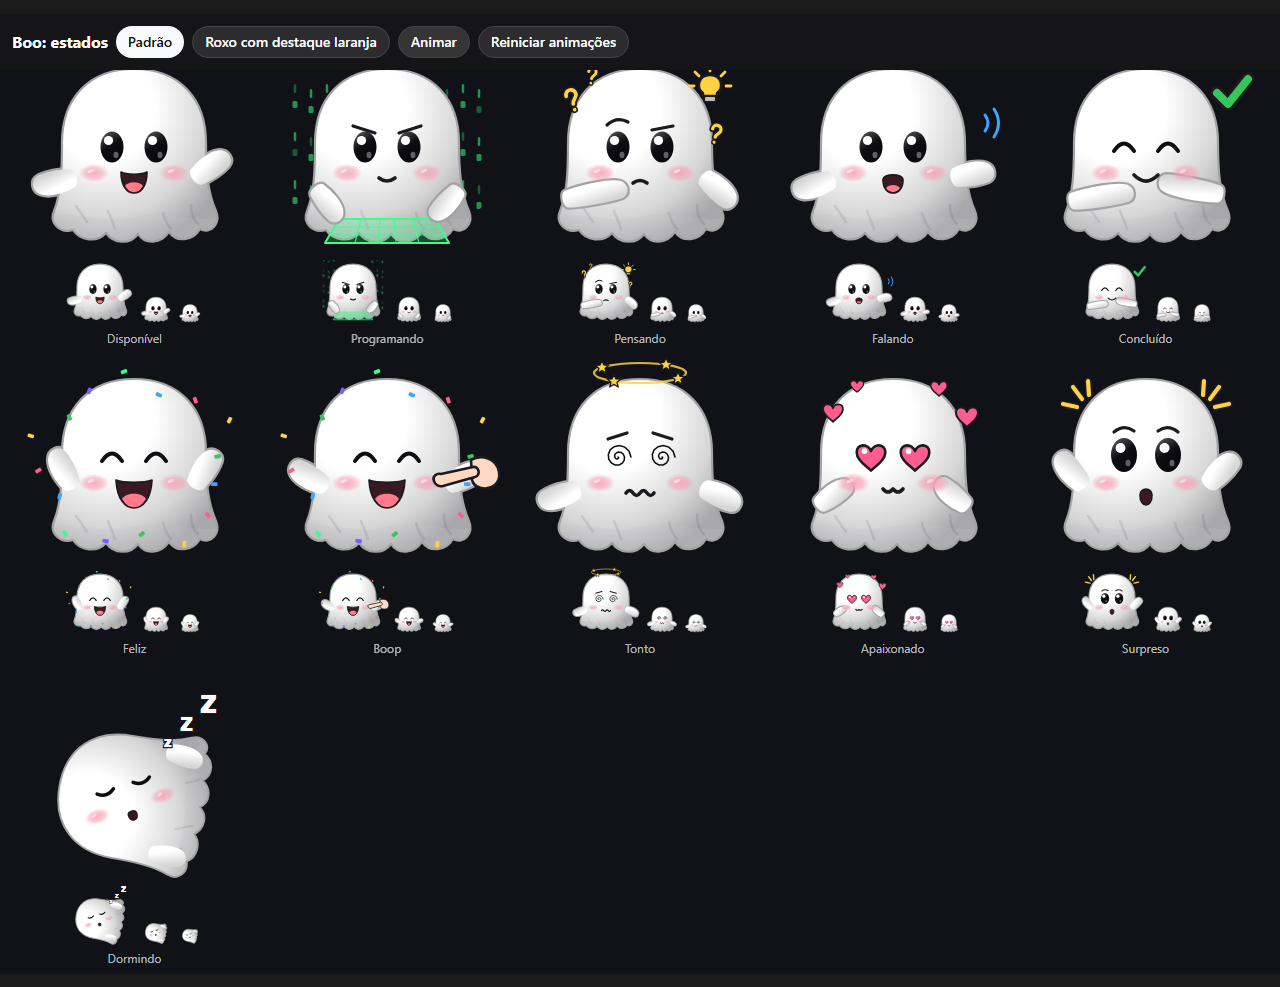 Boo: estados
Padrão
Roxo com destaque laranja
Animar
Reiniciar animações
? ? ?
Disponível
Programando
Pensando
Falando
Concluído
Feliz
Boop
Tonto
Apaixonado
Surpreso
z z z
z z
Dormindo